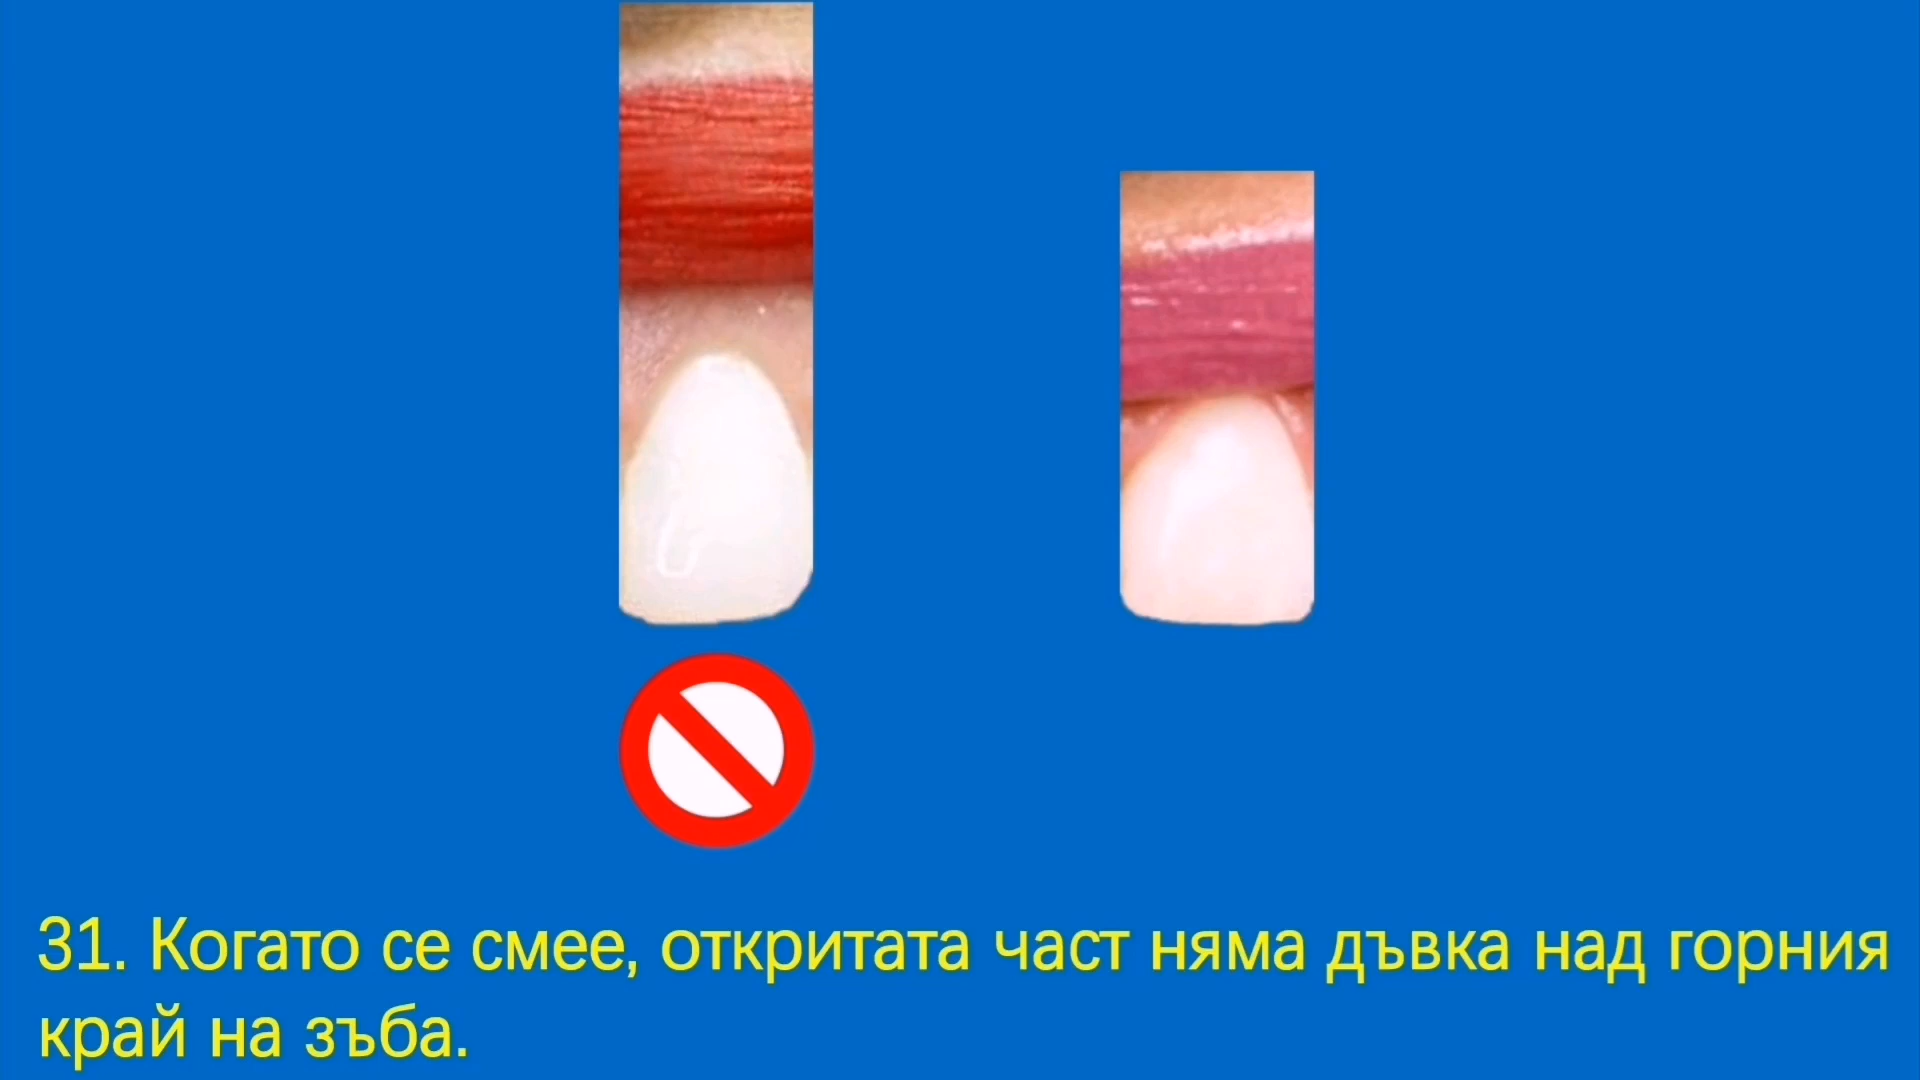 31. Когато се смее, откритата част няма дъвка над горния
край на зъба.